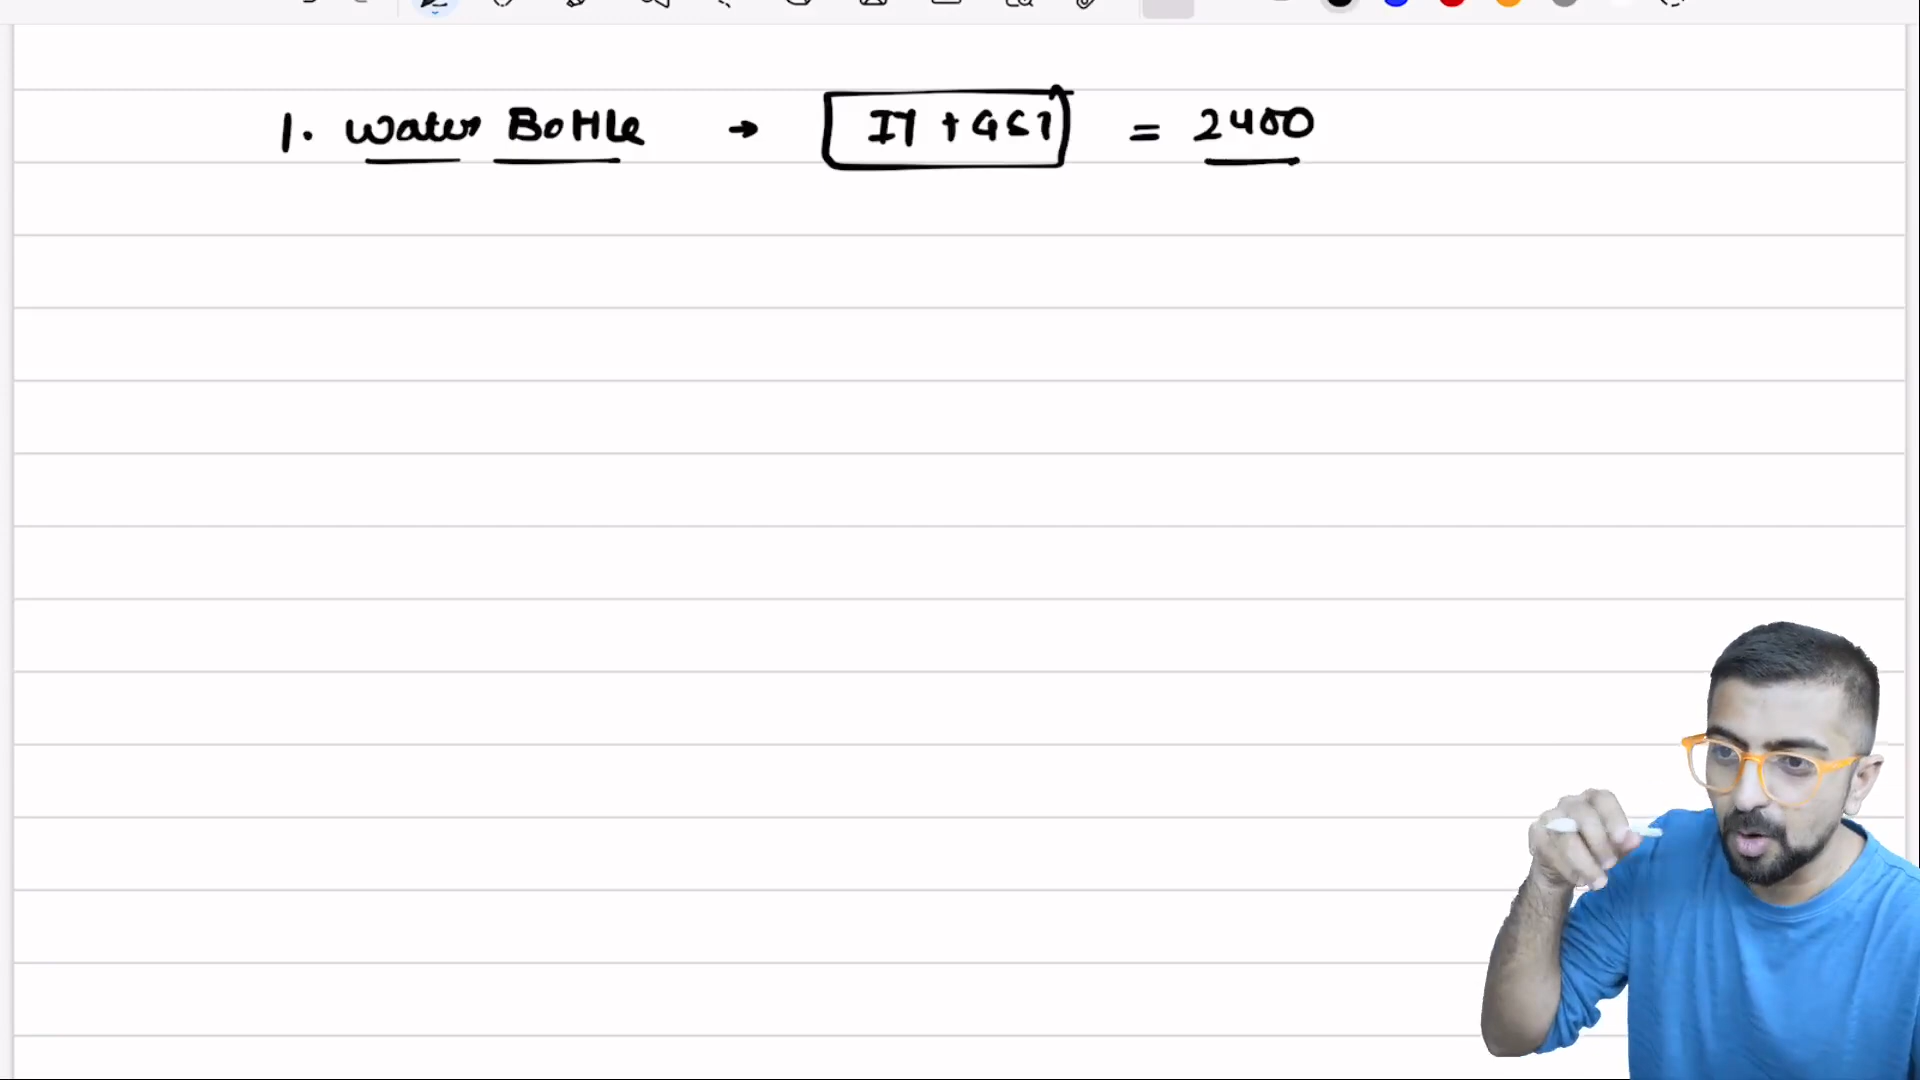 1. Water Bottle → IT + GST = 2400